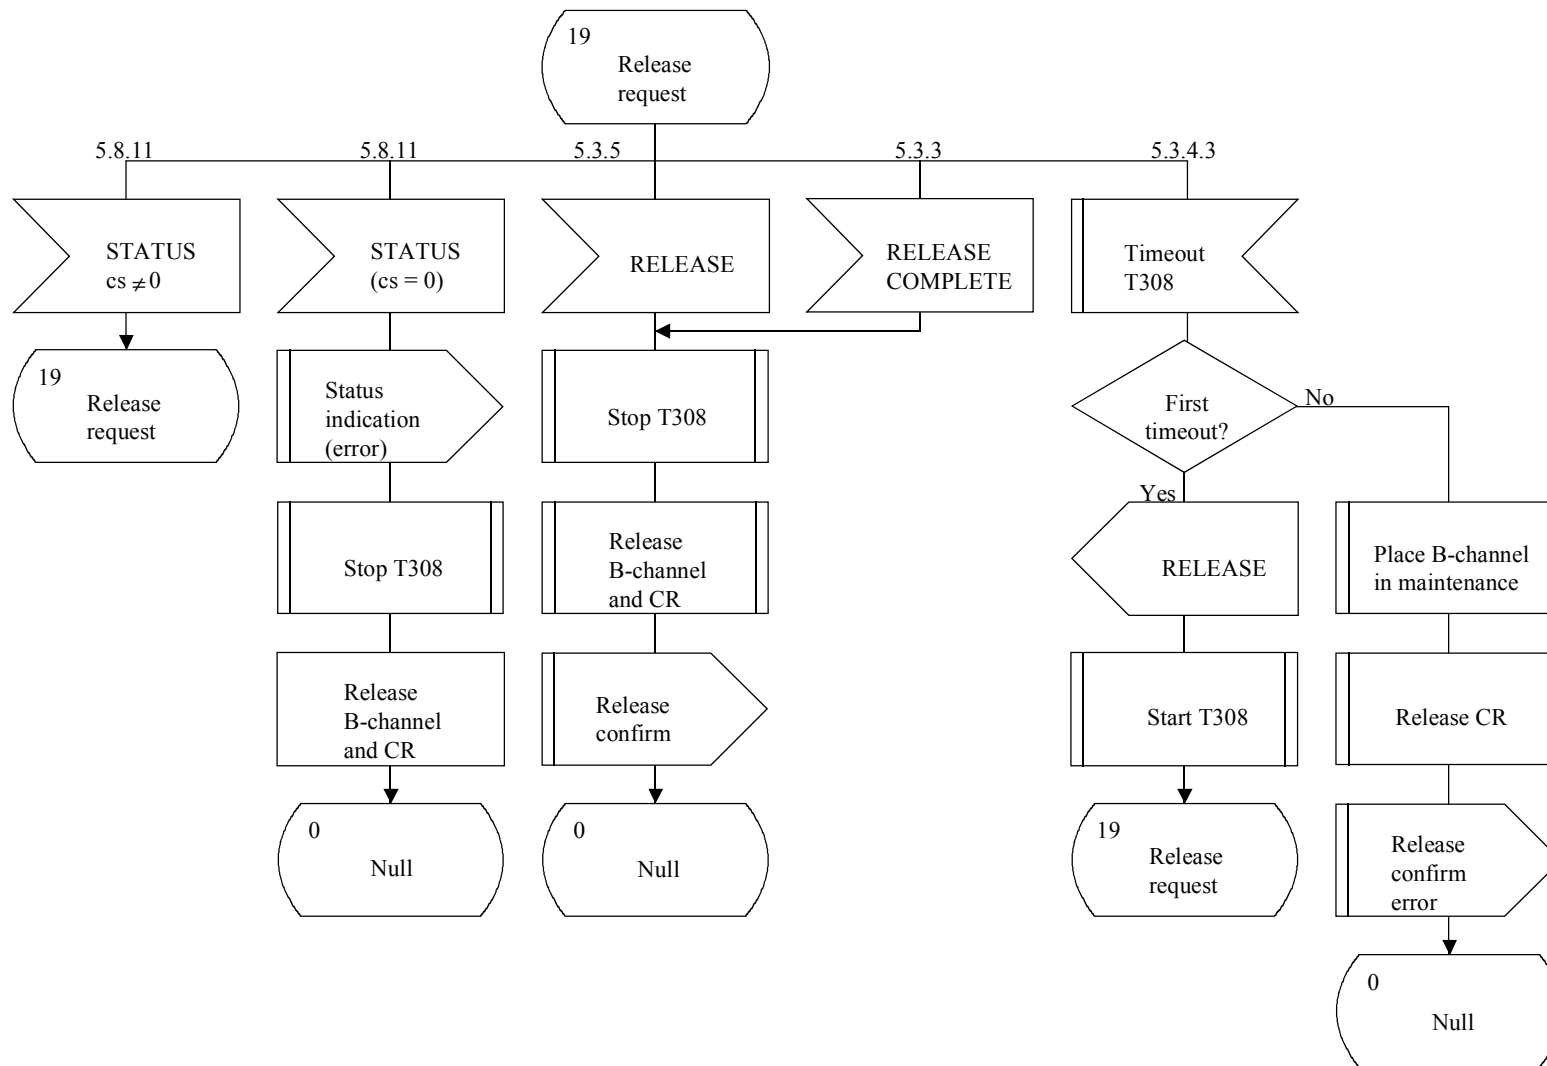 19
Release
request
5.8.11
5.8.11
5.3.5
5.3.3
5.3.4.3
STATUS
cs ≠ 0
STATUS
(cs = 0)
RELEASE
RELEASE
COMPLETE
Timeout
T308
19
Release
request
Status
indication
(error)
Stop T308
First
timeout?
No
Yes
Stop T308
Release
B-channel
and CR
RELEASE
Place B-channel
in maintenance
Release
B-channel
and CR
Release
confirm
Start T308
Release CR
0
Null
0
Null
19
Release
request
Release
confirm
error
0
Null